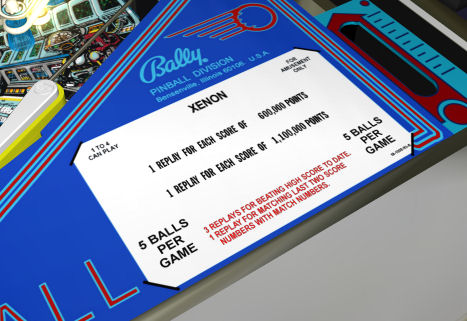 Bally
PINBALL DIVISION
Bensenville, Illinois 60106 U.S.A.
FOR
AMUSEMENT
ONLY
XENON
1 TO 4
CAN PLAY
1 REPLAY FOR EACH SCORE OF 600,000 POINTS
1 REPLAY FOR EACH SCORE OF 1,100,000 POINTS
5 BALLS
PER
GAME
5 BALLS
PER
GAME
3 REPLAYS FOR BEATING HIGH SCORE TO DATE.
1 REPLAY FOR MATCHING LAST TWO SCORE
NUMBERS WITH MATCH NUMBERS.
ALL